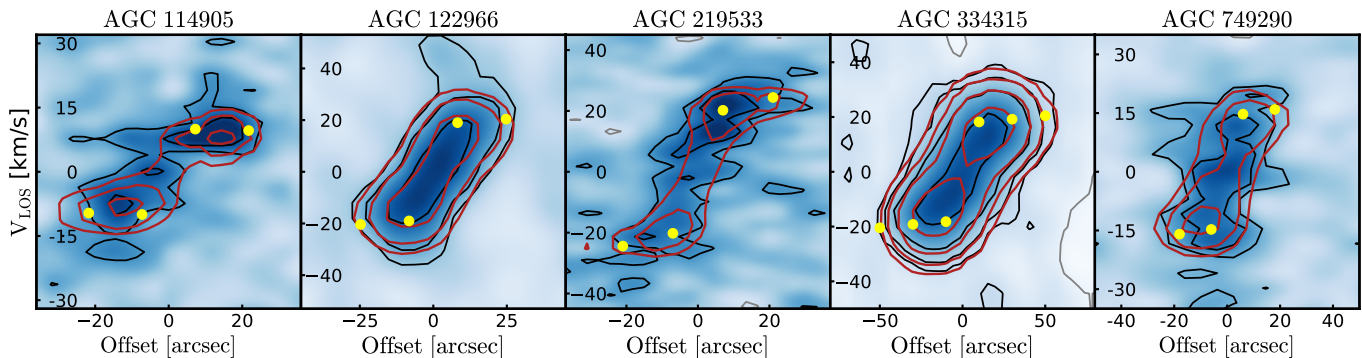 AGC 114905 AGC 122966 AGC 219533 AGC 334315 AGC 749290
V_LOS [km/s]
30 15 0 -15 -30
40 20 0 −20 −40
40 20 0 −20 −40
40 20 0 −20 −40
30 15 0 -15 -30
−20 0 20 −25 0 25 −20 0 20 −50 0 50 −40 −20 0 20 40
Offset [arcsec] Offset [arcsec] Offset [arcsec] Offset [arcsec] Offset [arcsec]